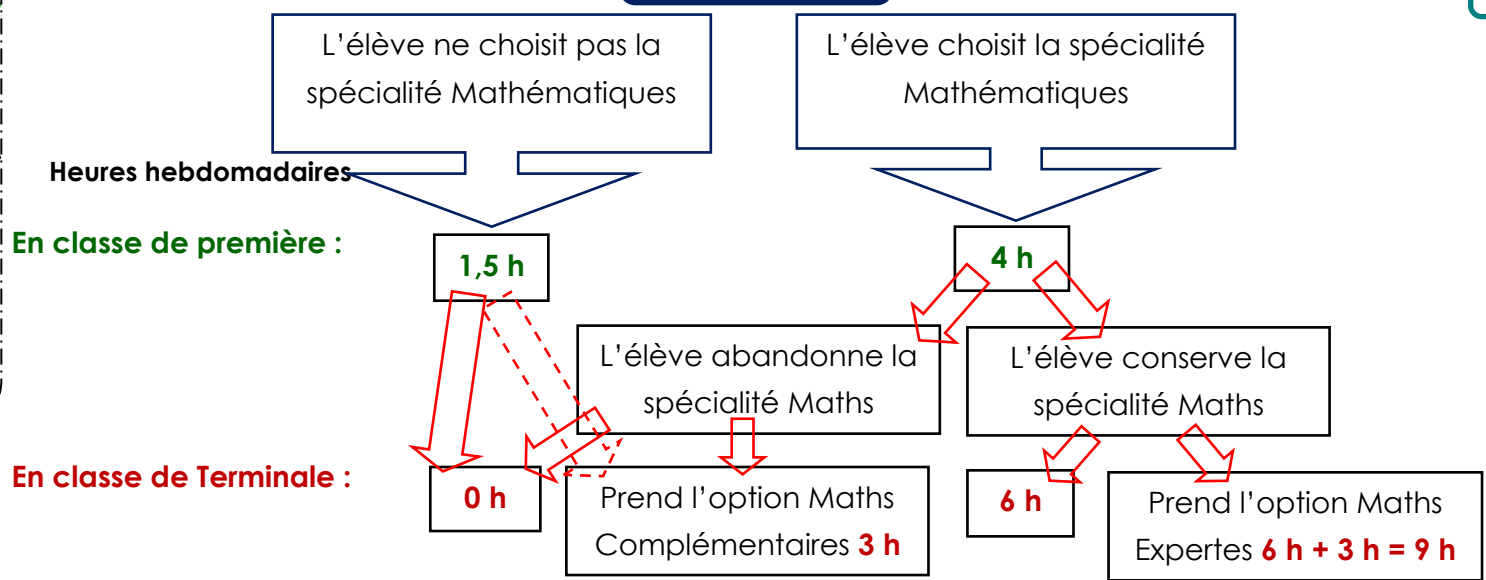 L'élève ne choisit pas la
spécialité Mathématiques
L'élève choisit la spécialité
Mathématiques
Heures hebdomadaires
En classe de première :
1,5 h
4 h
L'élève abandonne la
spécialité Maths
L'élève conserve la
spécialité Maths
En classe de Terminale :
0 h
Prend l'option Maths
Complémentaires 3 h
6 h
Prend l'option Maths
Expertes 6 h + 3 h = 9 h